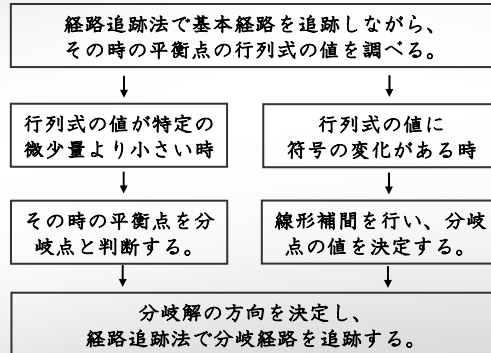 経路追跡法で基本経路を追跡しながら、
その時の平衡点の行列式の値を調べる。
行列式の値が特定の
微少量より小さい時
行列式の値に
符号の変化がある時
その時の平衡点を分
岐点と判断する。
線形補間を行い、分岐
点の値を決定する。
分岐解の方向を決定し、
経路追跡法で分岐経路を追跡する。